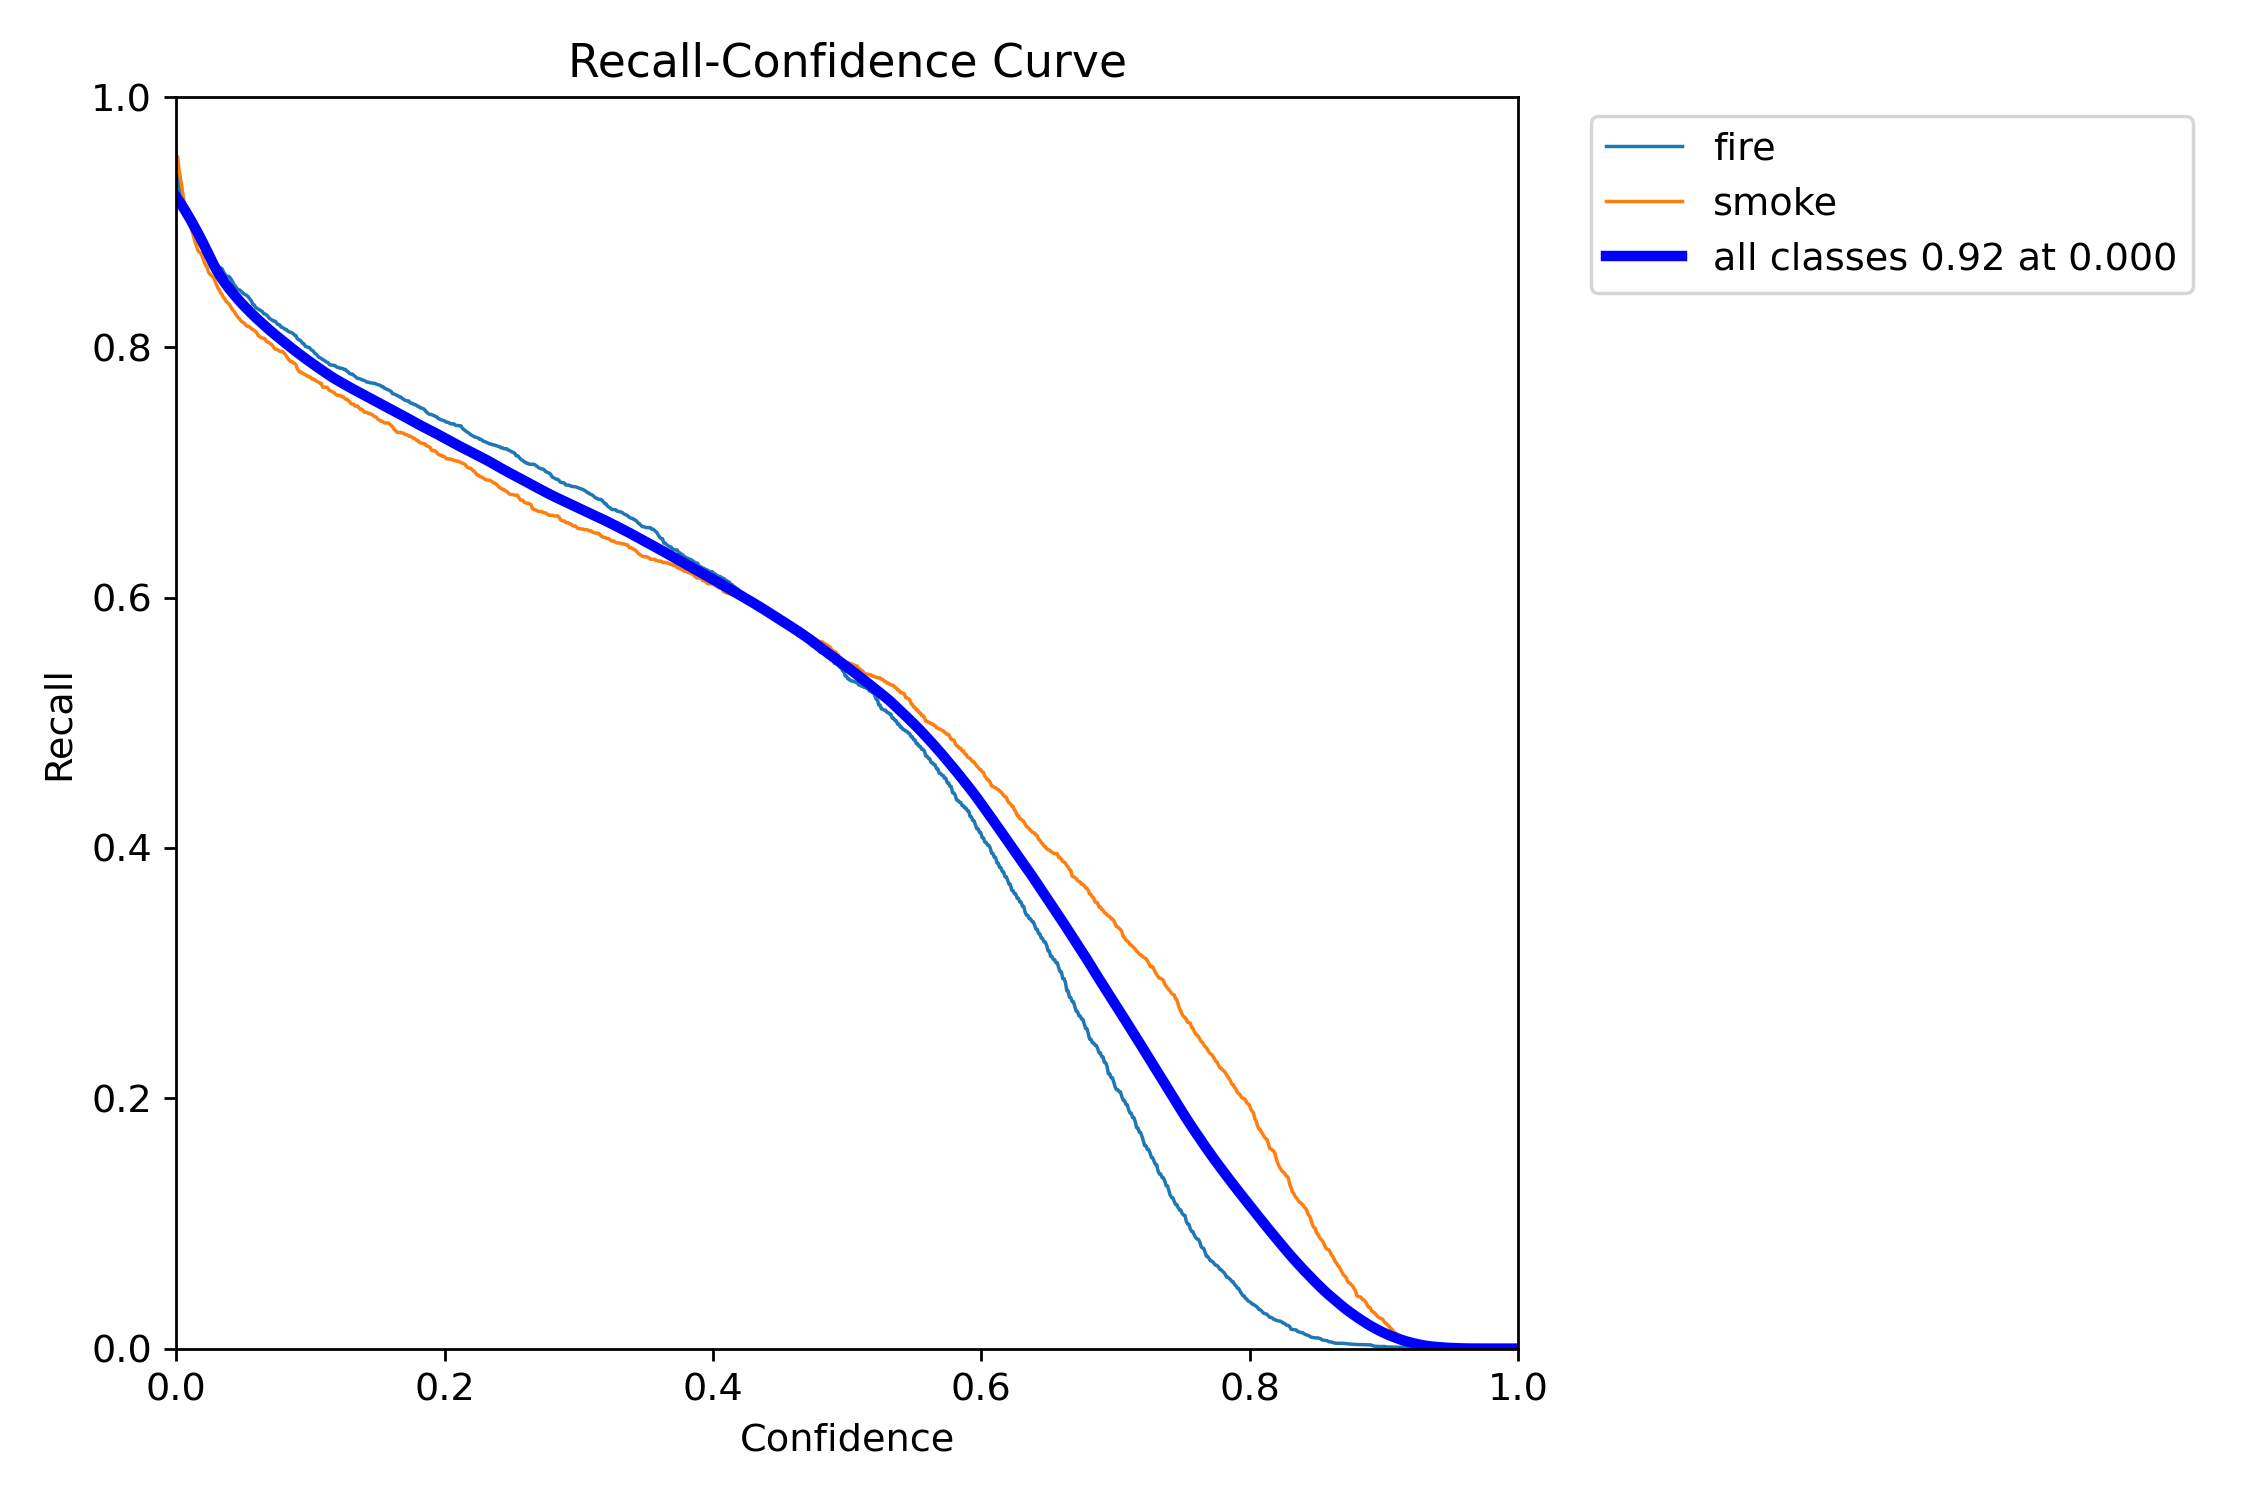 Recall-Confidence Curve
1.0
0.8
0.6
0.4
0.2
0.0
Recall
0.0 0.2 0.4 0.6 0.8 1.0
Confidence
fire
smoke
all classes 0.92 at 0.000